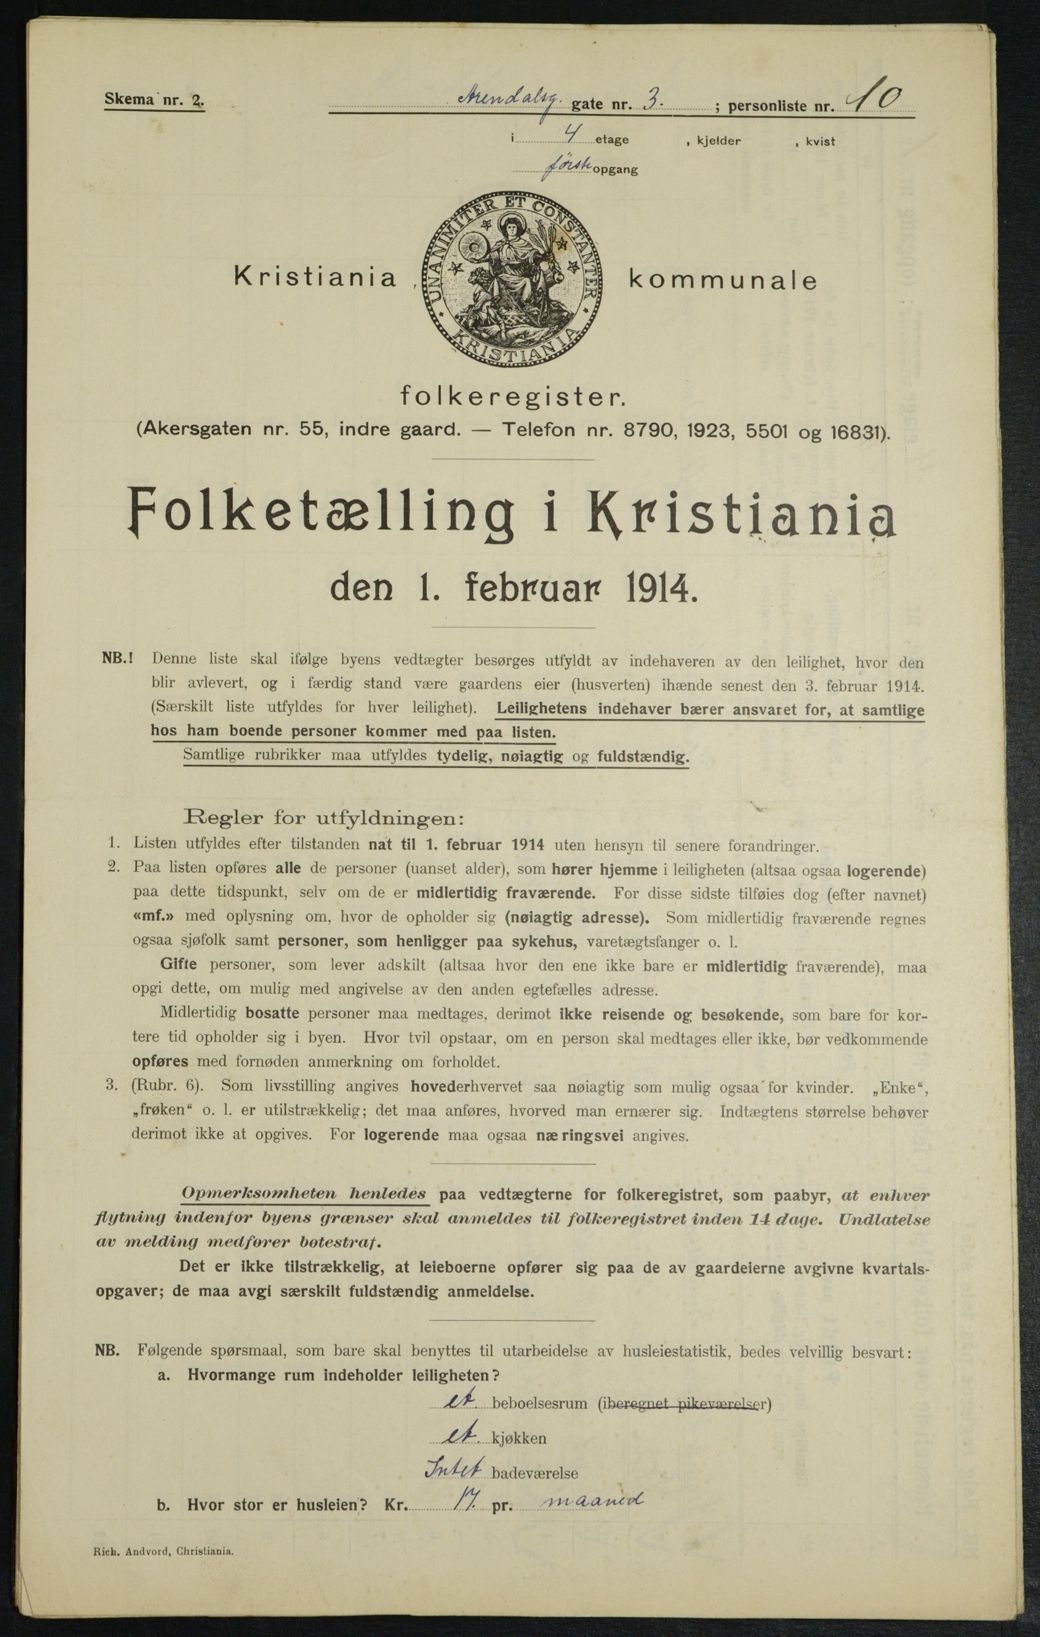 Skema nr. 2.
Arendalsg. gate nr. 3. ; personliste nr. 10
i 4 etage , kjelder , kvist
første opgang
UNANIMITER ET CONSTANTER
KRISTIANIA
Kristiania kommunale
folkeregister.
(Akersgaten nr. 55, indre gaard. — Telefon nr. 8790, 1923, 5501 og 16831).
Folketælling i Kristiania
den 1. februar 1914.
NB.! Denne liste skal ifølge byens vedtægter besørges utfyldt av indehaveren av den leilighet, hvor den
blir avlevert, og i færdig stand være gaardens eier (husverten) ihænde senest den 3. februar 1914.
(Særskilt liste utfyldes for hver leilighet). Leilighetens indehaver bærer ansvaret for, at samtlige
hos ham boende personer kommer med paa listen.
Samtlige rubrikker maa utfyldes tydelig, nøiagtig og fuldstændig.
Regler for utfyldningen:
1. Listen utfyldes efter tilstanden nat til 1. februar 1914 uten hensyn til senere forandringer.
2. Paa listen opføres alle de personer (uanset alder), som hører hjemme i leiligheten (altsaa ogsaa logerende)
paa dette tidspunkt, selv om de er midlertidig fraværende. For disse sidste tilføies dog (efter navnet)
«mf.» med oplysning om, hvor de opholder sig (nøiagtig adresse). Som midlertidig fraværende regnes
ogsaa sjøfolk samt personer, som henligger paa sykehus, varetægtsfanger o. l.
Gifte personer, som lever adskilt (altsaa hvor den ene ikke bare er midlertidig fraværende), maa
opgi dette, om mulig med angivelse av den anden egtefælles adresse.
Midlertidig bosatte personer maa medtages, derimot ikke reisende og besøkende, som bare for kor-
tere tid opholder sig i byen. Hvor tvil opstaar, om en person skal medtages eller ikke, bør vedkommende
opføres med fornøden anmerkning om forholdet.
3. (Rubr. 6). Som livsstilling angives hovederhvervet saa nøiagtig som mulig ogsaa for kvinder. „Enke“,
„frøken“ o. l. er utilstrækkelig; det maa anføres, hvorved man ernærer sig. Indtægtens størrelse behøver
derimot ikke at opgives. For logerende maa ogsaa næringsvei angives.
Opmerksomheten henledes paa vedtægterne for folkeregistret, som paabyr, at enhver
flytning indenfor byens grænser skal anmeldes til folkeregistret inden 14 dage. Undlatelse
av melding medfører bøtestraf.
Det er ikke tilstrækkelig, at leieboerne opfører sig paa de av gaardeierne avgivne kvartals-
opgaver; de maa avgi særskilt fuldstændig anmeldelse.
NB. Følgende spørsmaal, som bare skal benyttes til utarbeidelse av husleiestatistik, bedes velvillig besvart:
a. Hvormange rum indeholder leiligheten?
et. beboelsesrum (iberegnet pikeværelser)
et. kjøkken
Intet badeværelse
b. Hvor stor er husleien? Kr. 17. pr. maaned
Rich. Andvord, Christiania.